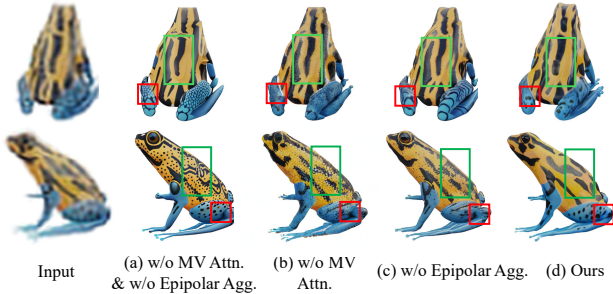 Input
(a) w/o MV Attn.
& w/o Epipolar Agg.
(b) w/o MV
Attn.
(c) w/o Epipolar Agg.
(d) Ours